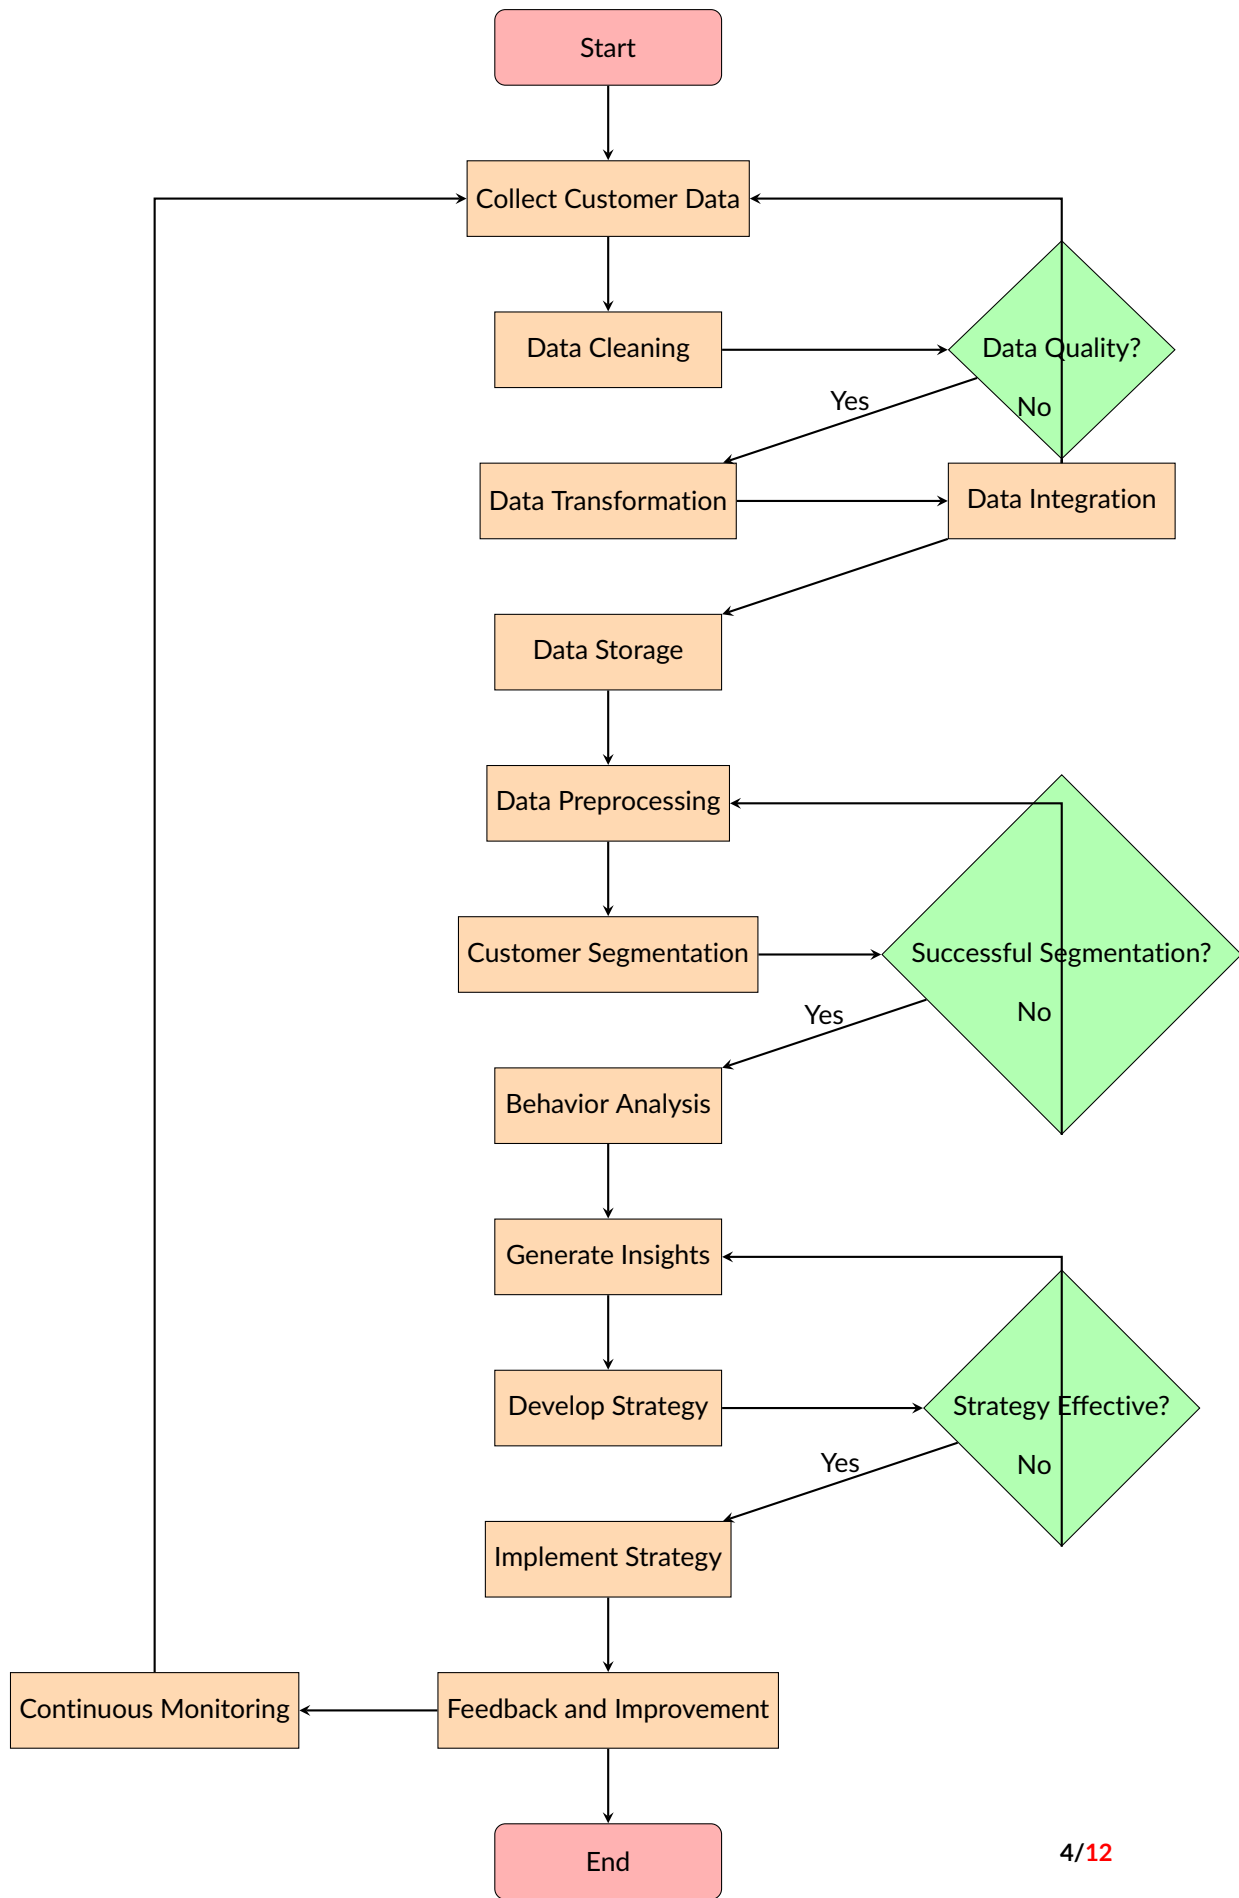 Start
Collect Customer Data
Data Cleaning
Data Quality?
Yes
No
Data Transformation
Data Integration
Data Storage
Data Preprocessing
Customer Segmentation
Successful Segmentation?
Yes
No
Behavior Analysis
Generate Insights
Develop Strategy
Strategy Effective?
Yes
No
Implement Strategy
Continuous Monitoring
Feedback and Improvement
End
4/12